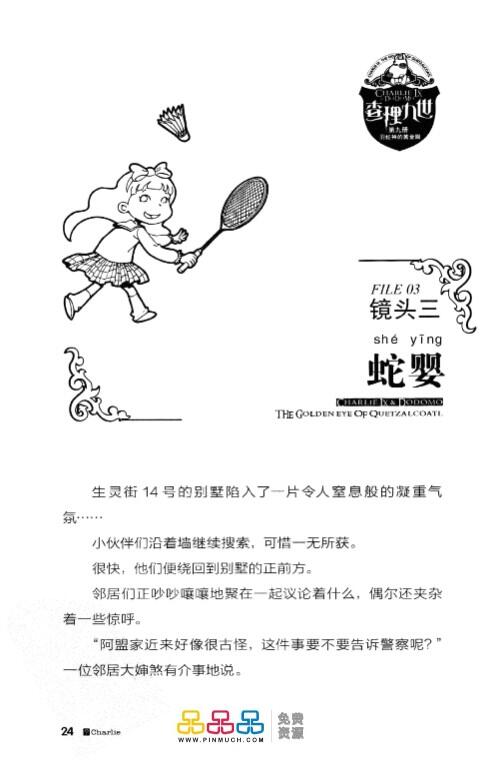 CHARLIE IX
DODOMO
查理九世
第九册
羽蛇神的黄金眼
FILE 03
镜头三
shé yīng
蛇婴
CHARLIE IX & DODOMO
THE GOLDEN EYE OF QUETZALCOATL
生灵街 14 号的别墅陷入了一片令人窒息般的凝重气
氛……
小伙伴们沿着墙继续搜索，可惜一无所获。
很快，他们便绕回到别墅的正前方。
邻居们正吵吵嚷嚷地聚在一起议论着什么，偶尔还夹杂
着一些惊呼。
“阿盟家近来好像很古怪，这件事要不要告诉警察呢？”
一位邻居大婶煞有介事地说。
24 Charlie
品品品 免费
资源
WWW.PINMUCH.COM